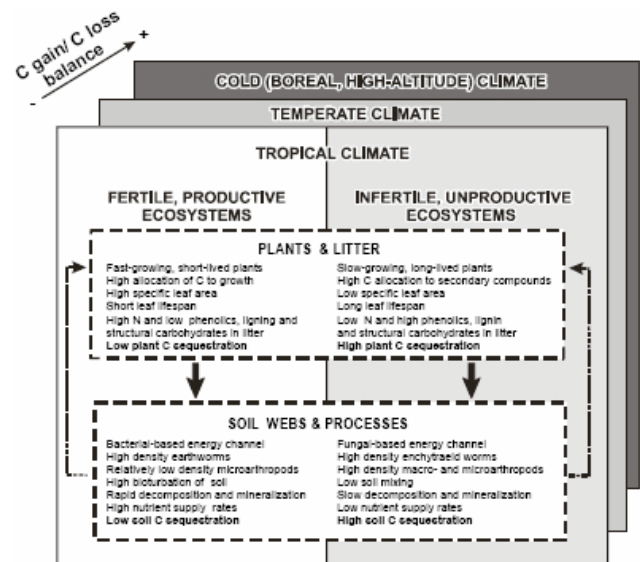 C gain/ C loss
balance
+
-
COLD (BOREAL, HIGH-ALTITUDE) CLIMATE
TEMPERATE CLIMATE
TROPICAL CLIMATE
FERTILE, PRODUCTIVE
ECOSYSTEMS
INFERTILE, UNPRODUCTIVE
ECOSYSTEMS
PLANTS & LITTER
Fast-growing, short-lived plants
High allocation of C to growth
High specific leaf area
Short leaf lifespan
High N and low phenolics, ligning and
structural carbohydrates in litter
Low plant C sequestration
Slow-growing, long-lived plants
High C allocation to secondary compounds
Low specific leaf area
Long leaf lifespan
Low N and high phenolics, lignin
and structural carbohydrates in litter
High plant C sequestration
SOIL WEBS & PROCESSES
Bacterial-based energy channel
High density earthworms
Relatively low density microarthropods
High bioturbation of soil
Rapid decomposition and mineralization
High nutrient supply rates
Low soil C sequestration
Fungal-based energy channel
High density enchytraeid worms
High density macro- and microarthropods
Low soil mixing
Slow decomposition and mineralization
Low nutrient supply rates
High soil C sequestration